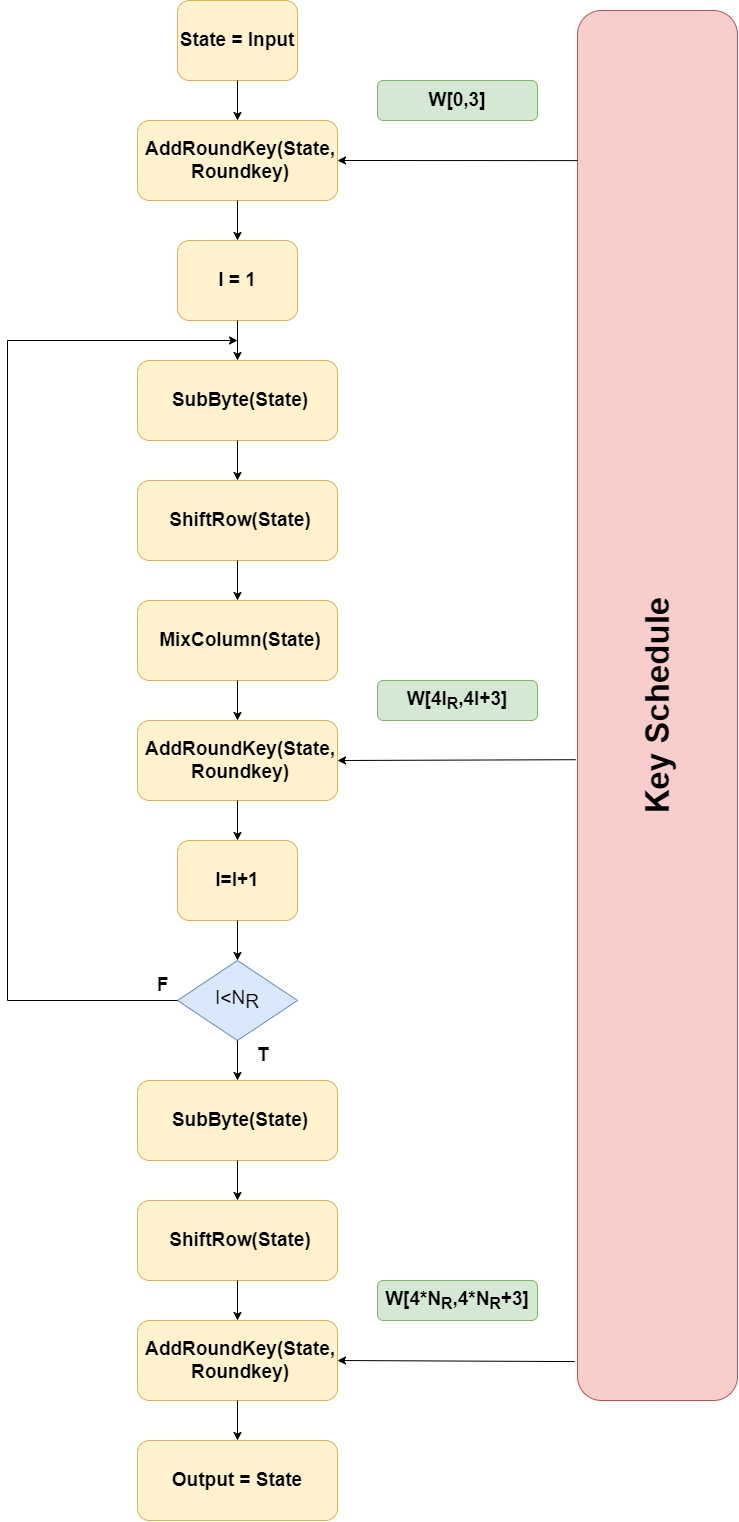 State = Input
W[0,3]
AddRoundKey(State,
Roundkey)
I = 1
SubByte(State)
ShiftRow(State)
MixColumn(State)
Key Schedule
W[4IR,4I+3]
AddRoundKey(State,
Roundkey)
I=I+1
F
I<NR
T
SubByte(State)
ShiftRow(State)
W[4*NR,4*NR+3]
AddRoundKey(State,
Roundkey)
Output = State